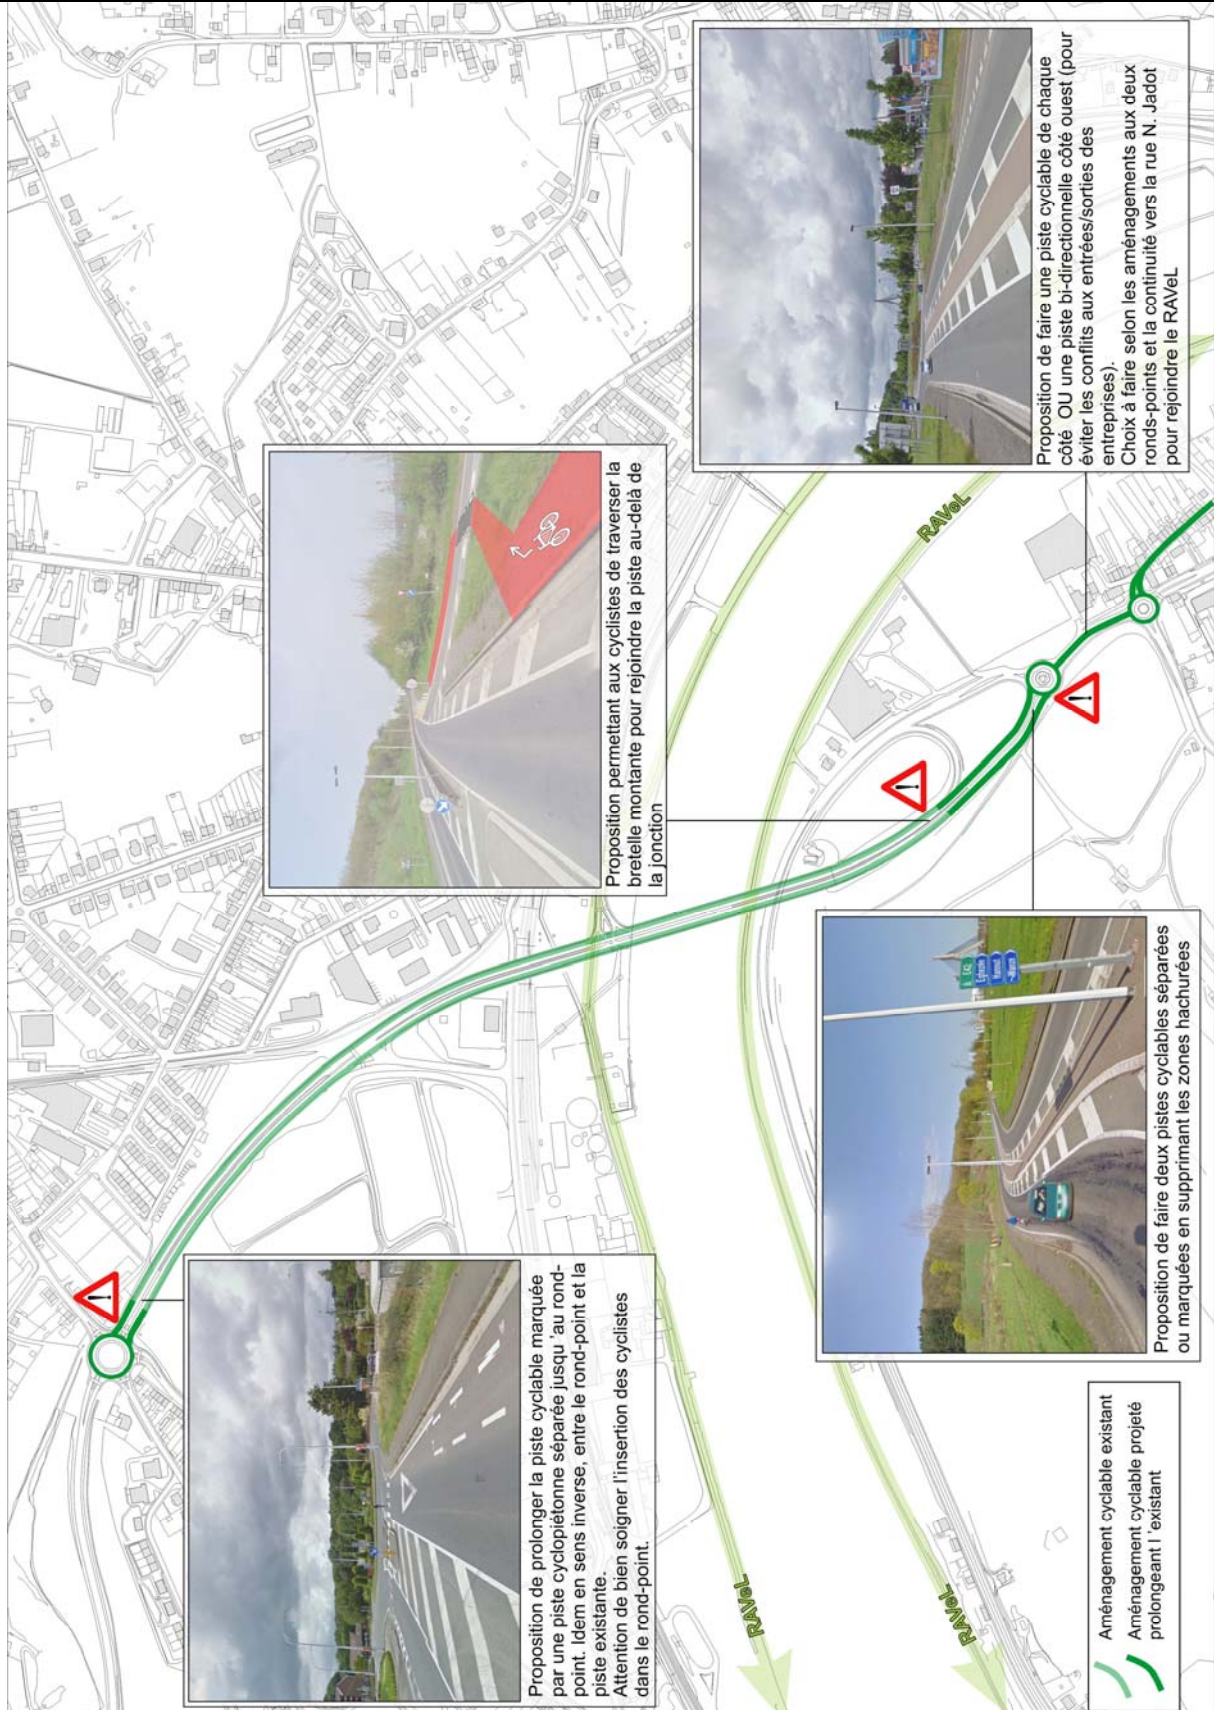 Proposition de prolonger la piste cyclable marquée
par une piste cyclopiétonne séparée jusqu 'au rond-
point. Idem en sens inverse, entre le rond-point et la
piste existante.
Attention de bien soigner l'insertion des cyclistes
dans le rond-point.
Proposition permettant aux cyclistes de traverser la
bretelle montante pour rejoindre la piste au-delà de
la jonction
Proposition de faire une piste cyclable de chaque
côté OU une piste bi-directionnelle côté ouest (pour
éviter les conflits aux entrées/sorties des
entreprises).
Choix à faire selon les aménagements aux deux
ronds-points et la continuité vers la rue N. Jadot
pour rejoindre le RAVeL
RAVeL
RAVeL
RAVeL
E42
Eghezée
Hannut
Proposition de faire deux pistes cyclables séparées
ou marquées en supprimant les zones hachurées
Aménagement cyclable existant
Aménagement cyclable projeté
prolongeant l 'existant